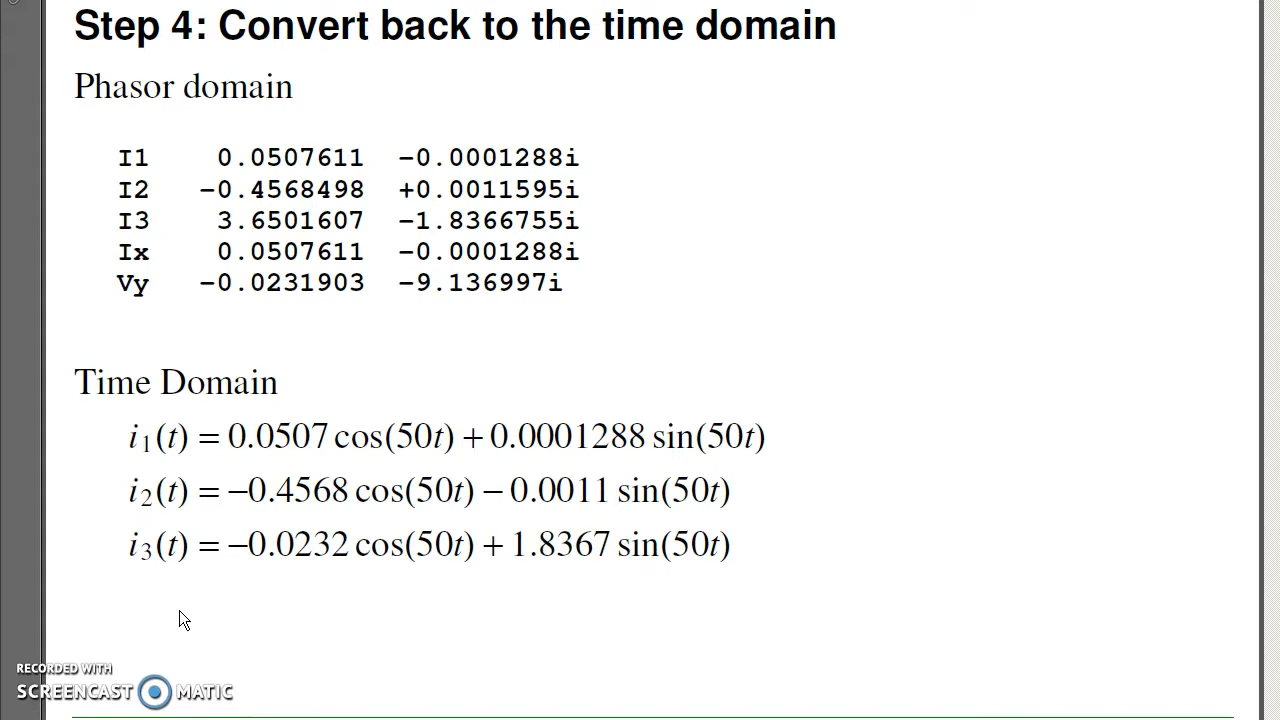 Step 4: Convert back to the time domain
Phasor domain
I1 0.0507611 -0.0001288i
I2 -0.4568498 +0.0011595i
I3 3.6501607 -1.8366755i
Ix 0.0507611 -0.0001288i
Vy -0.0231903 -9.136997i
Time Domain
i₁(t) = 0.0507 cos(50t) + 0.0001288 sin(50t)
i₂(t) = −0.4568 cos(50t) − 0.0011 sin(50t)
i₃(t) = −0.0232 cos(50t) + 1.8367 sin(50t)
RECORDED WITH
SCREENCAST MATIC